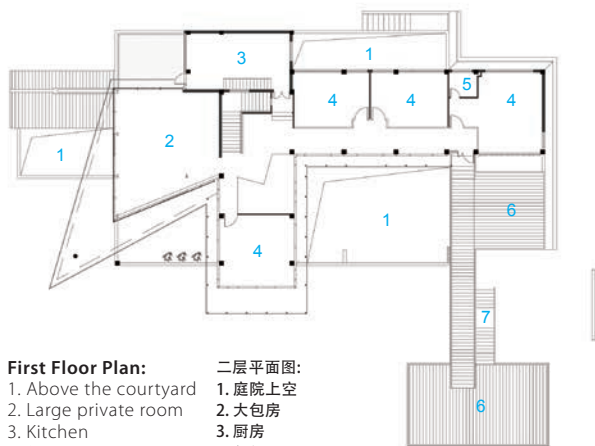 3
1
5
4
4
4
2
1
6
1
4
7
6
First Floor Plan:
1. Above the courtyard
2. Large private room
3. Kitchen
二层平面图:
1. 庭院上空
2. 大包房
3. 厨房